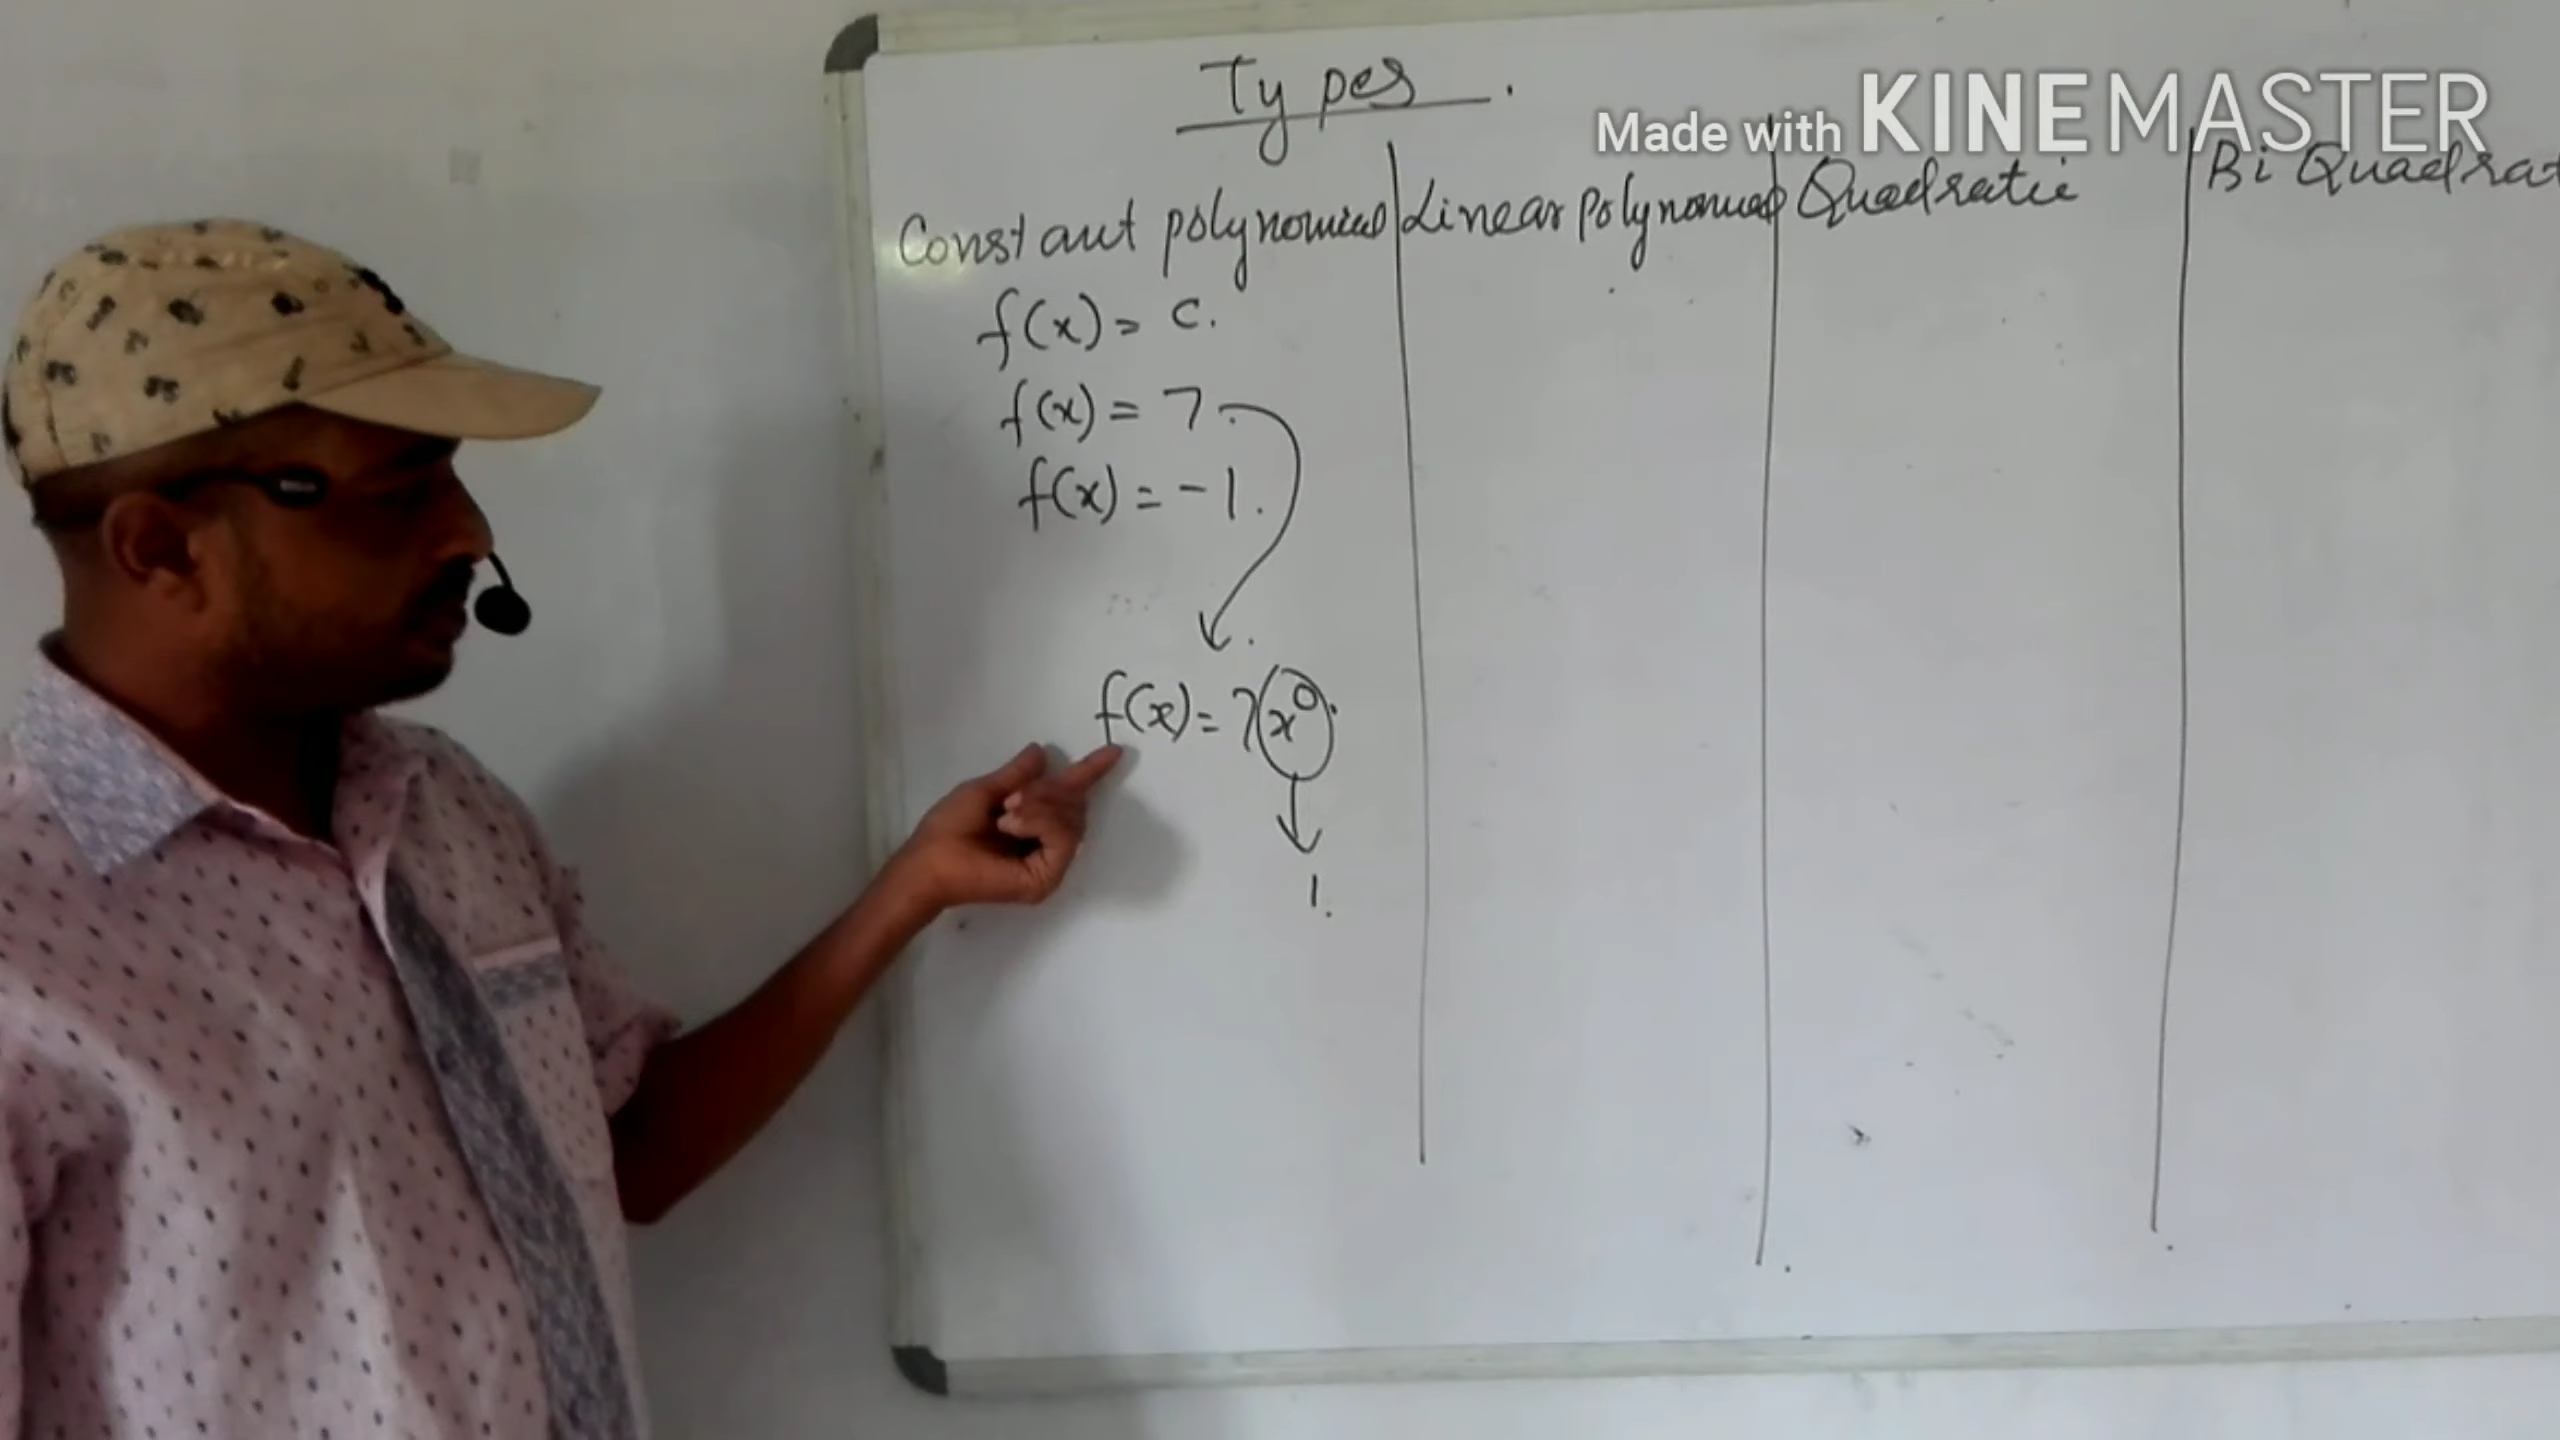 Types.
Made with KINEMASTER
Constant polynomial
Linear Polynomial
Quadratic
Bi Quadrat
f(x) = c.
f(x) = 7.
f(x) = -1.
f(x) = 7x⁰.
1.